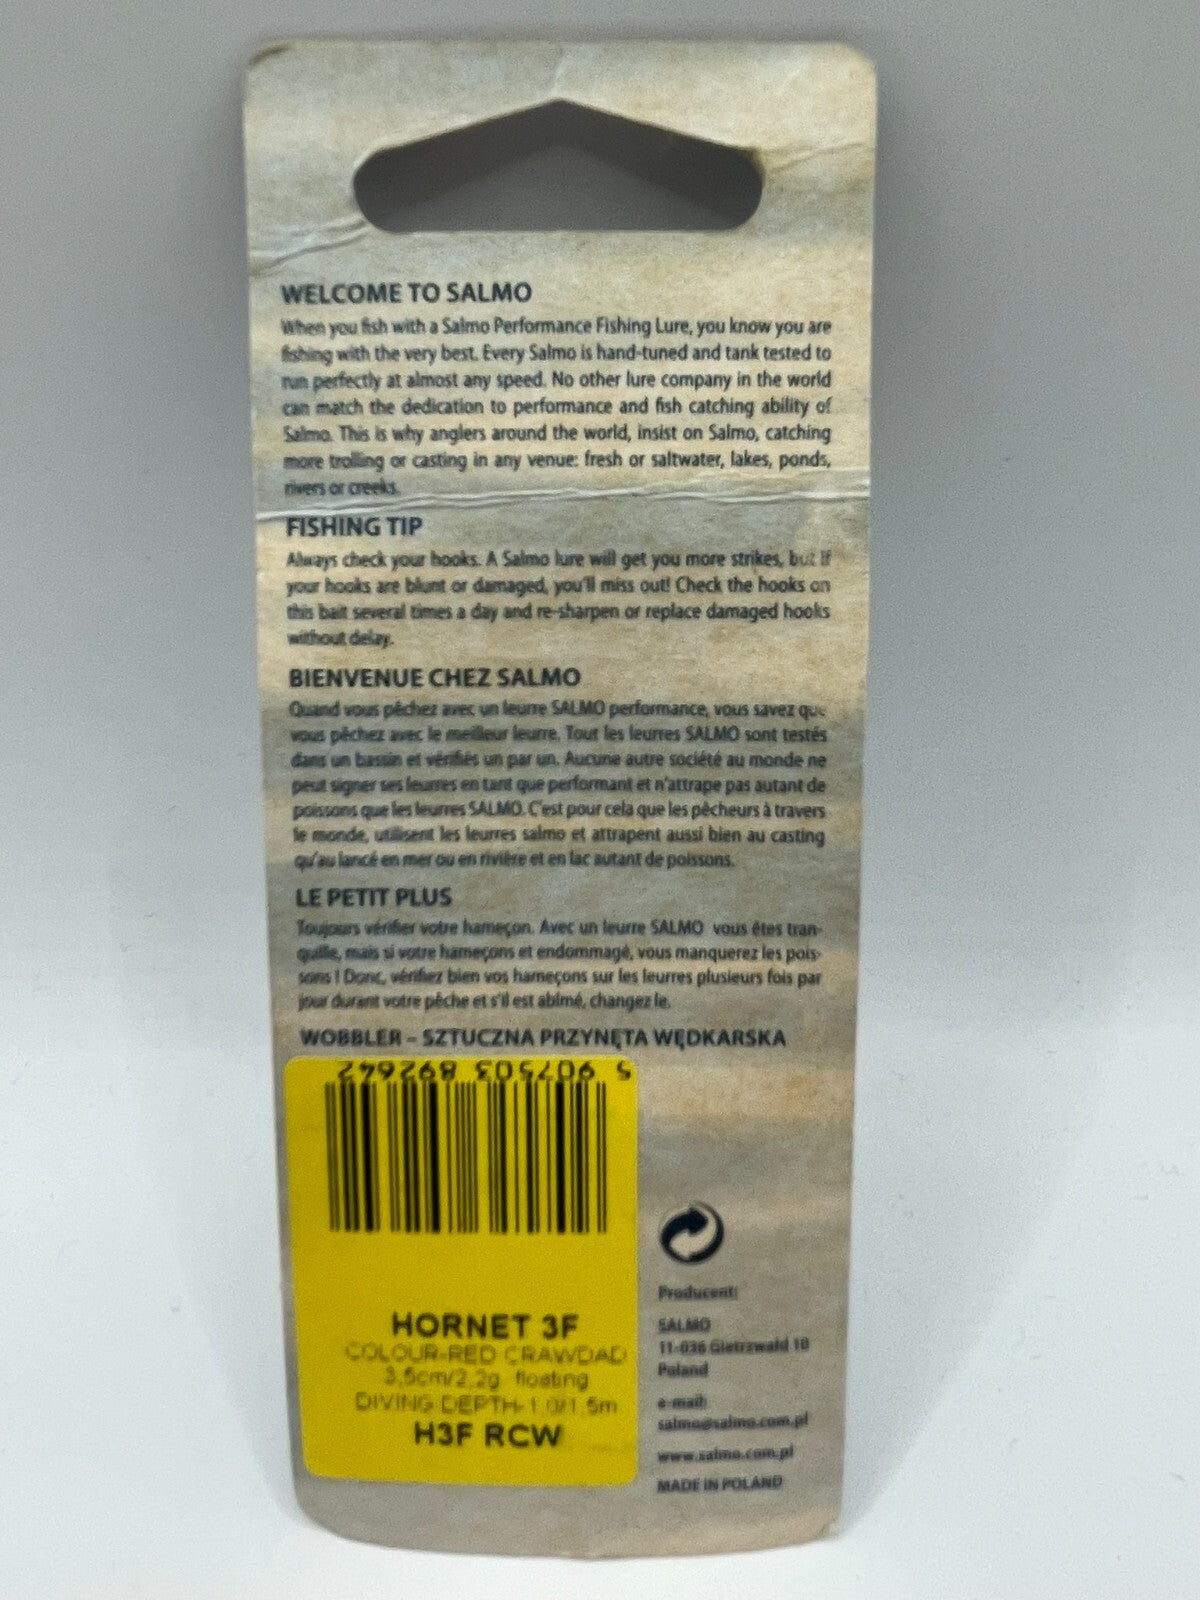 WELCOME TO SALMO
When you fish with a Salmo Performance Fishing Lure, you know you are
fishing with the very best. Every Salmo is hand-tuned and tank tested to
run perfectly at almost any speed. No other lure company in the world
can match the dedication to performance and fish catching ability of
Salmo. This is why anglers around the world, insist on Salmo, catching
more trolling or casting in any venue: fresh or saltwater, lakes, ponds,
rivers or creeks.
FISHING TIP
Always check your hooks. A Salmo lure will get you more strikes, but if
your hooks are blunt or damaged, you'll miss out! Check the hooks on
this bait several times a day and re-sharpen or replace damaged hooks
without delay.
BIENVENUE CHEZ SALMO
Quand vous pêchez avec un leurre SALMO performance, vous savez que
vous pêchez avec le meilleur leurre. Tout les leurres SALMO sont testés
dans un bassin et vérifiés un par un. Aucune autre société au monde ne
peut signer ses leurres en tant que performant et n'attrape pas autant de
poissons que les leurres SALMO. C'est pour cela que les pêcheurs à travers
le monde, utilisent les leurres salmo et attrapent aussi bien au casting
qu'au lancé en mer ou en rivière et en lac autant de poissons.
LE PETIT PLUS
Toujours vérifier votre hameçon. Avec un leurre SALMO vous êtes tran-
quille, mais si votre hameçons et endommagé, vous manquerez les pois-
sons ! Donc, vérifiez bien vos hameçons sur les leurres plusieurs fois par
jour durant votre pêche et s'il est abîmé, changez le.
WOBBLER – SZTUCZNA PRZYNĘTA WĘDKARSKA
5 907503 892642
HORNET 3F
COLOUR-RED CRAWDAD
3,5cm/2,2g floating
DIVING DEPTH-1,0/1,5m
H3F RCW
Producent:
SALMO
11-036 Gietrzwałd 10
Poland
e-mail:
salmo@salmo.com.pl
www.salmo.com.pl
MADE IN POLAND